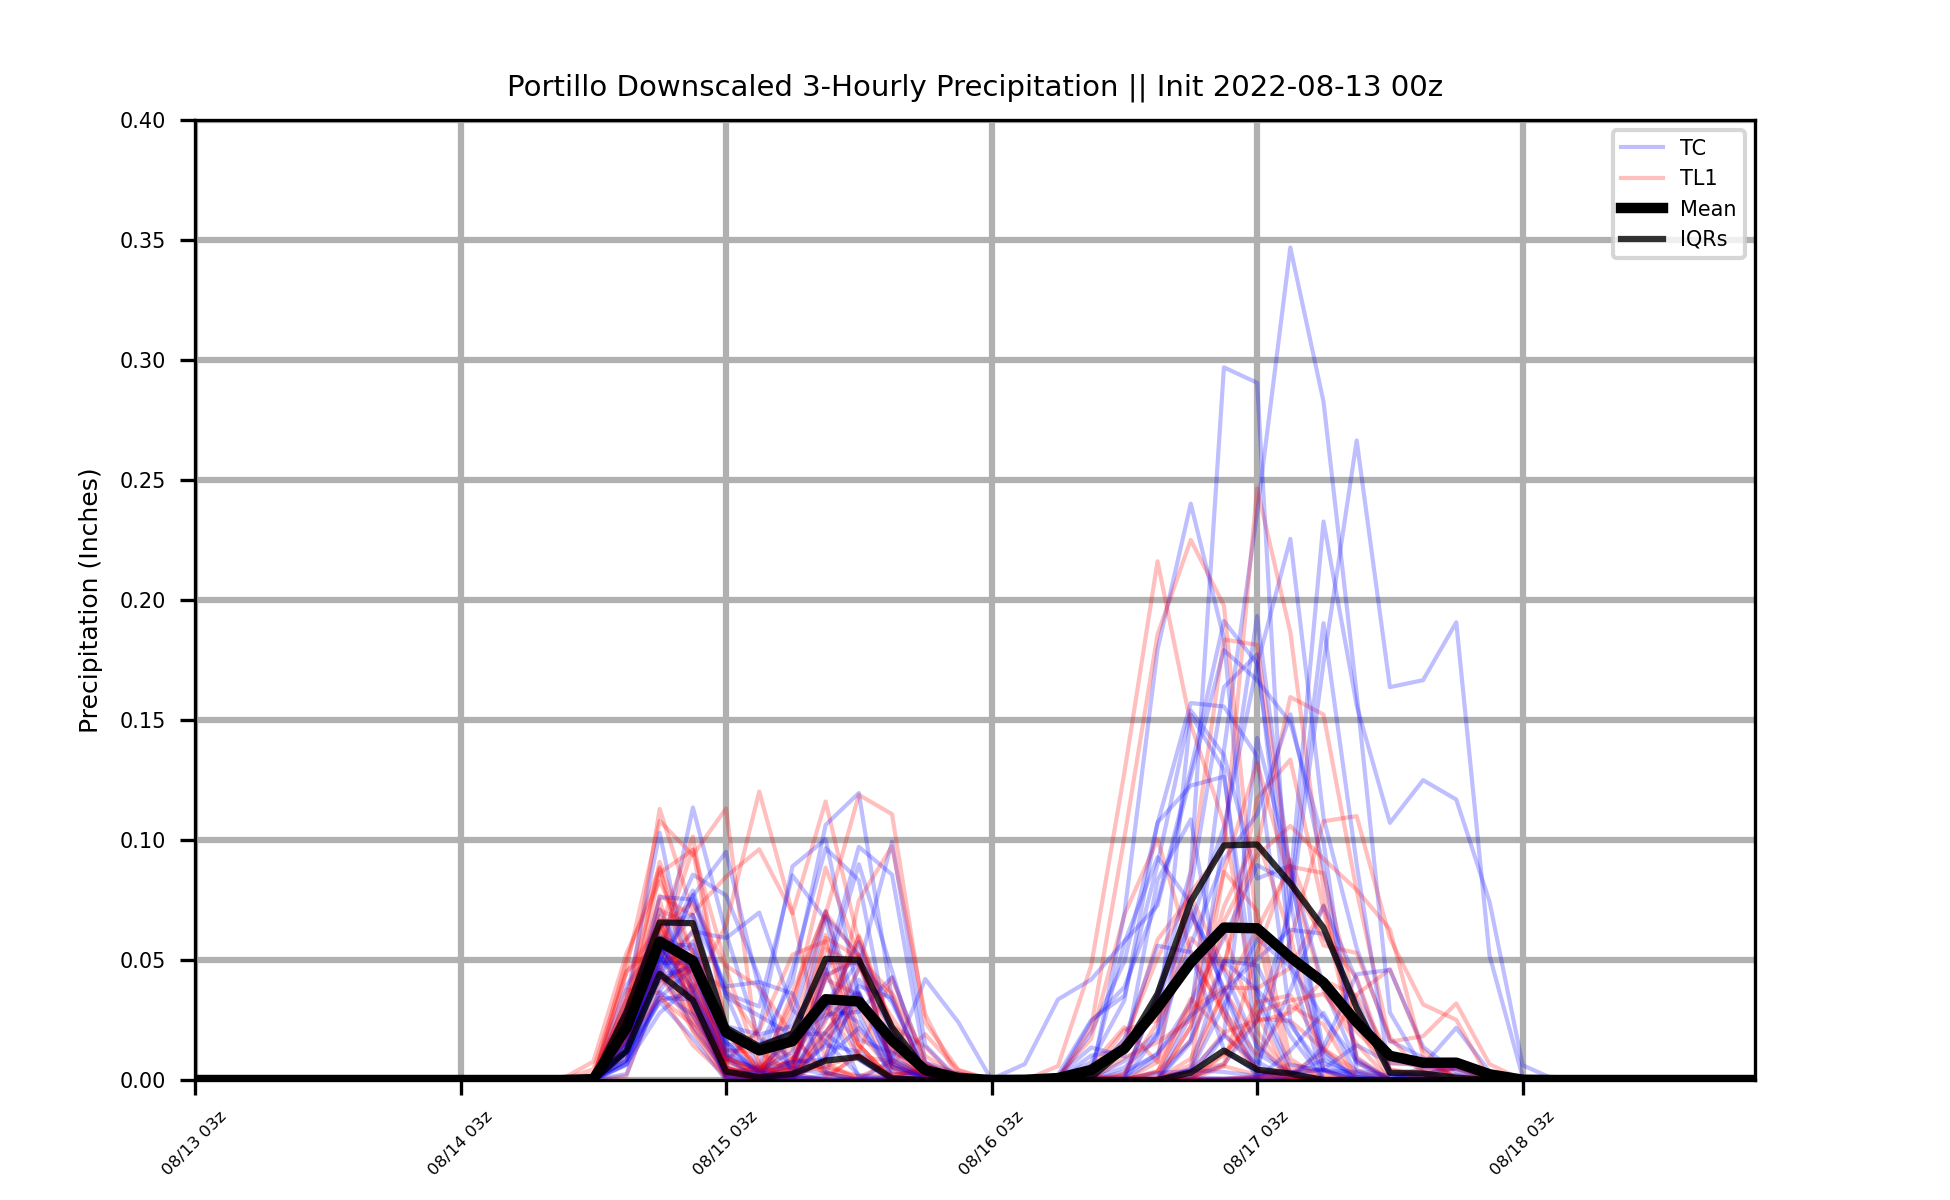 Portillo Downscaled 3-Hourly Precipitation || Init 2022-08-13 00z
Precipitation (Inches)
0.40
0.35
0.30
0.25
0.20
0.15
0.10
0.05
0.00
TC
TL1
Mean
IQRs
08/13 03z
08/14 03z
08/15 03z
08/16 03z
08/17 03z
08/18 03z